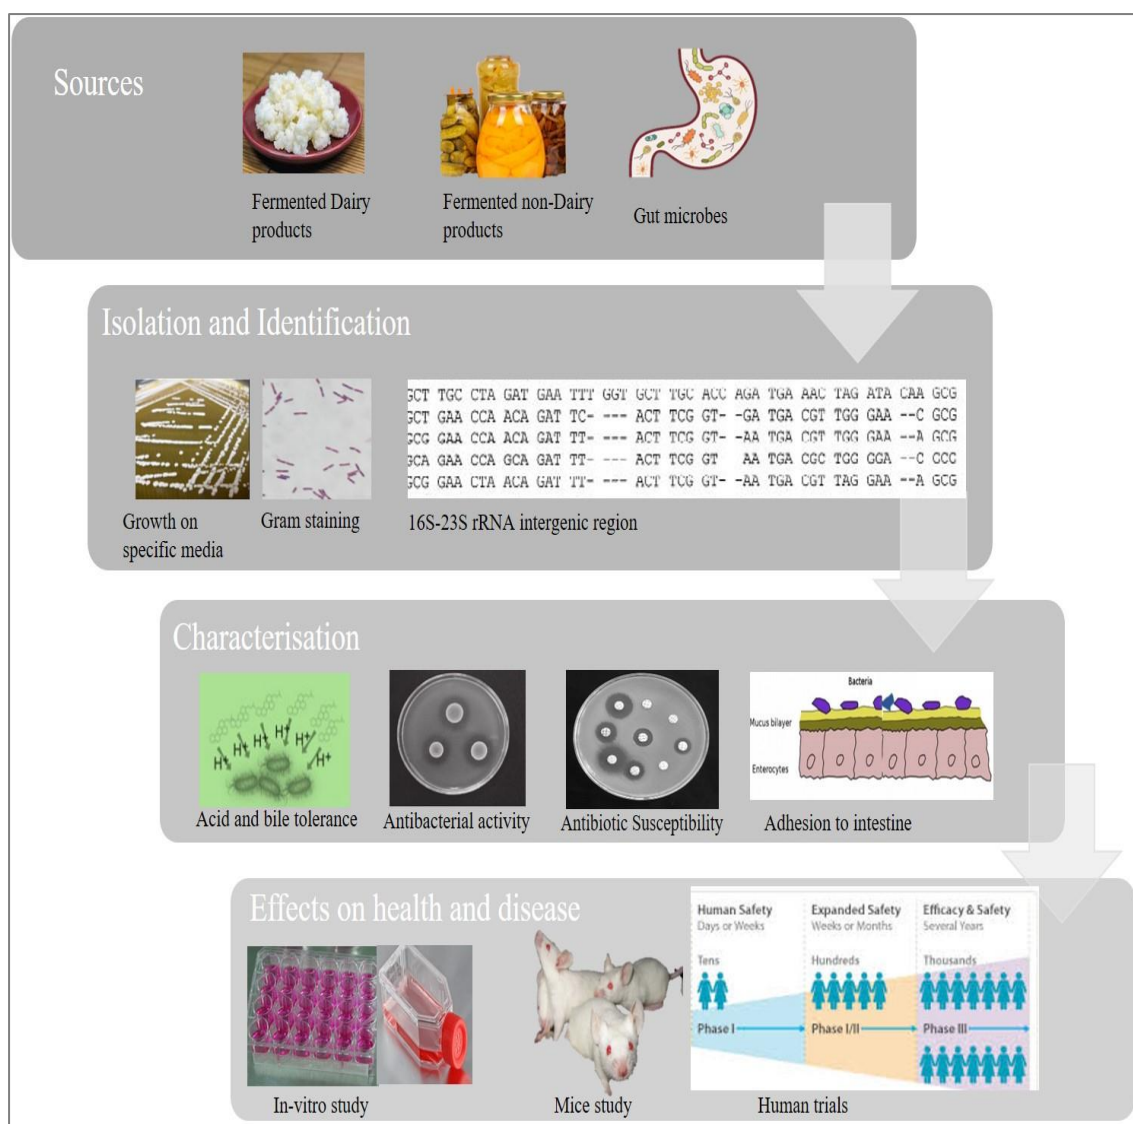 Sources
Fermented Dairy
products
Fermented non-Dairy
products
Gut microbes
Isolation and Identification
GCT TGC CTA GAT GAA TTT GGT GCT TGC ACC AGA TGA AAC TAG ATA CAA GCG
GCT GAA CCA ACA GAT TC- --- ACT TCG GT- -GA TGA CGT TGG GAA --C GCG
GCG GAA CCA ACA GAT TT- --- ACT TCG GT- -AA TGA CGT TGG GAA --A GCG
GCA GAA CCA GCA GAT TT- --- ACT TCG GT AA TGA CGC TGG GGA --C GCC
GCG GAA CTA ACA GAT TT- --- ACT TCG GT- -AA TGA CGT TAG GAA --A GCG
Growth on
specific media
Gram staining
16S-23S rRNA intergenic region
Characterisation
H+ H+ H+ H+ H+ H+
Bacteria
Mucus bilayer
Enterocytes
Acid and bile tolerance
Antibacterial activity
Antibiotic Susceptibility
Adhesion to intestine
Effects on health and disease
Human Safety
Days or Weeks
Tens
Phase I
Expanded Safety
Weeks or Months
Hundreds
Phase I/II
Efficacy & Safety
Several Years
Thousands
Phase III
In-vitro study
Mice study
Human trials